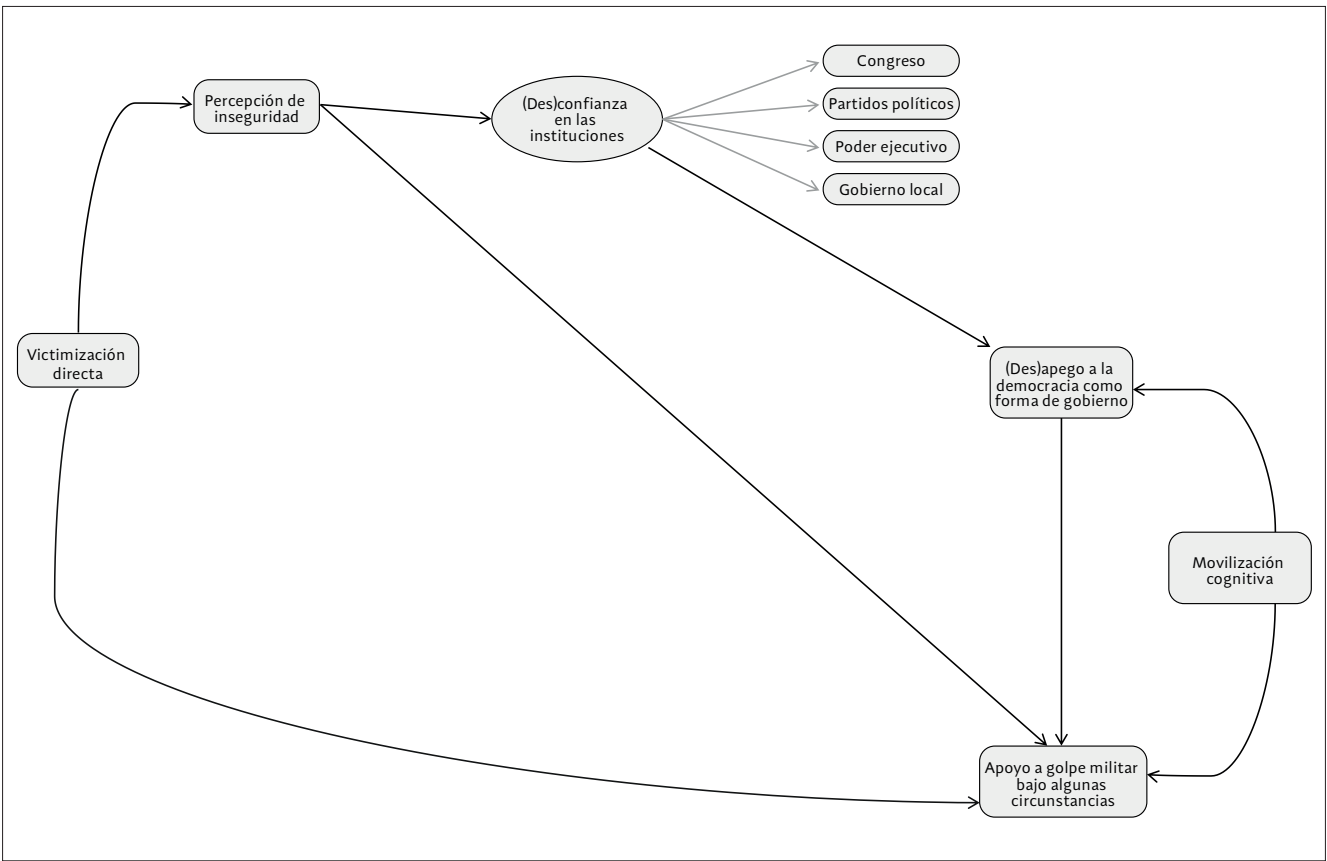 Congreso
Percepción de
inseguridad
(Des)confianza
en las
instituciones
Partidos políticos
Poder ejecutivo
Gobierno local
Victimización
directa
(Des)apego a la
democracia como
forma de gobierno
Movilización
cognitiva
Apoyo a golpe militar
bajo algunas
circunstancias